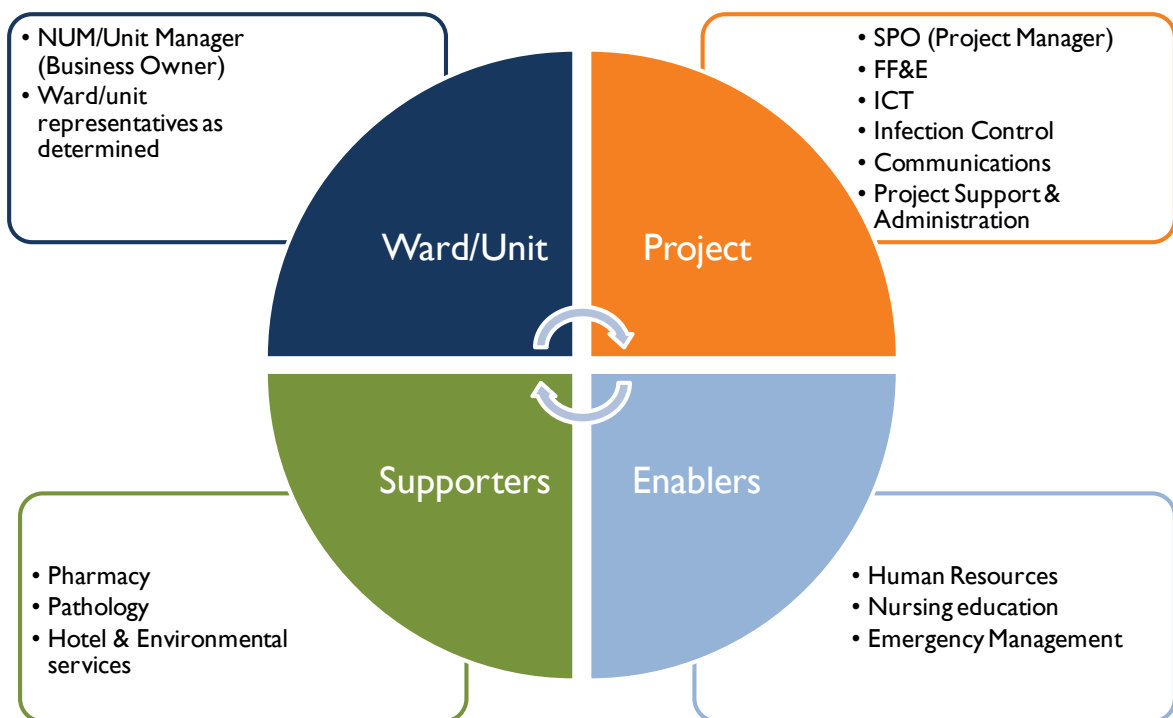 • NUM/Unit Manager
(Business Owner)
• Ward/unit
representatives as
determined
• SPO (Project Manager)
• FF&E
• ICT
• Infection Control
• Communications
• Project Support &
Administration
Ward/Unit
Project
Supporters
Enablers
• Pharmacy
• Pathology
• Hotel & Environmental
services
• Human Resources
• Nursing education
• Emergency Management